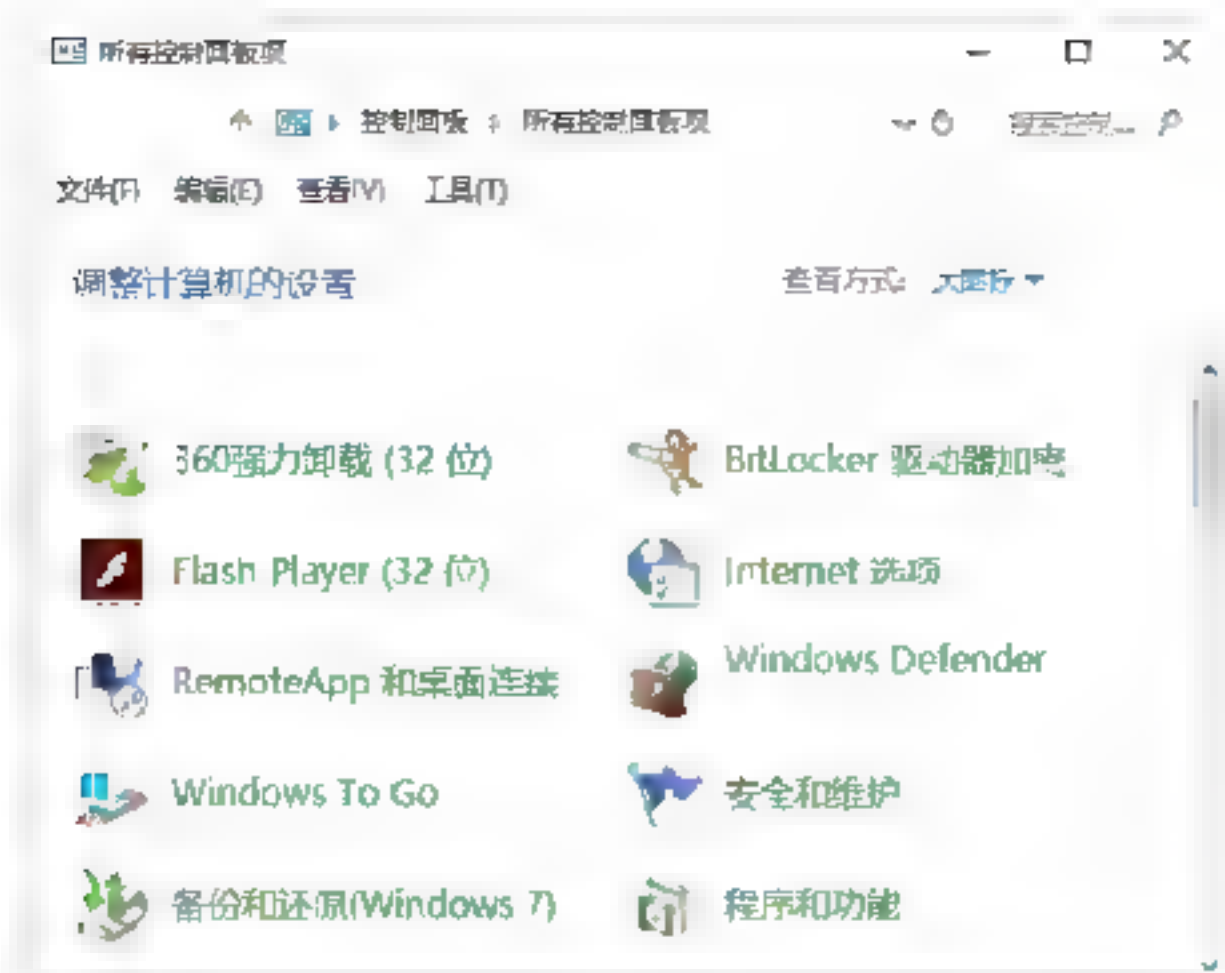 所有控制面板项
控制面板 所有控制面板项
搜索控制...
文件(F) 编辑(E) 查看(V) 工具(T)
调整计算机的设置
查看方式: 大图标
360强力卸载 (32 位)
BitLocker 驱动器加密
Flash Player (32 位)
Internet 选项
RemoteApp 和桌面连接
Windows Defender
Windows To Go
安全和维护
备份和还原(Windows 7)
程序和功能